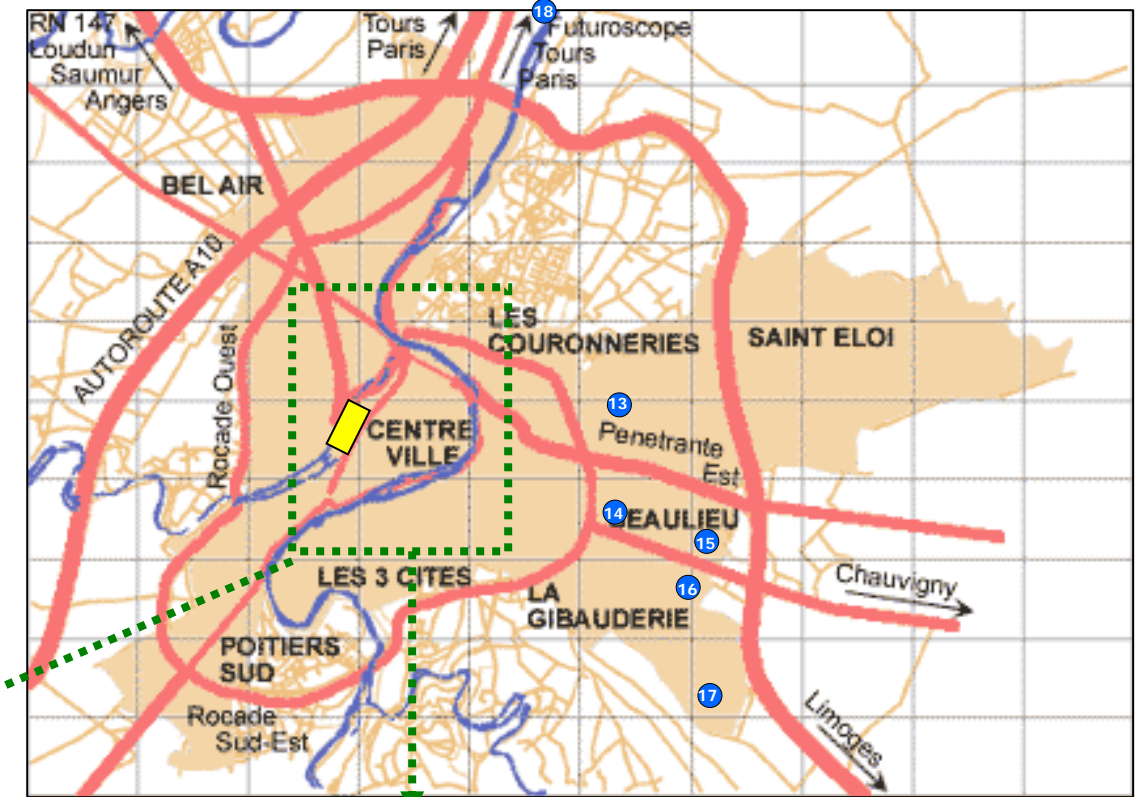 RN 147
Loudun
Saumur
Angers
Tours
Paris
18
Futuroscope
Tours
Paris
BEL AIR
AUTOROUTE A10
Rocade Ouest
LES
COURONNERIES
SAINT ELOI
13
CENTRE
VILLE
Penetrante
Est
14
BEAULIEU
15
16
LES 3 CITES
LA
GIBAUDERIE
Chauvigny
POITIERS
SUD
17
Rocade
Sud-Est
Limoges